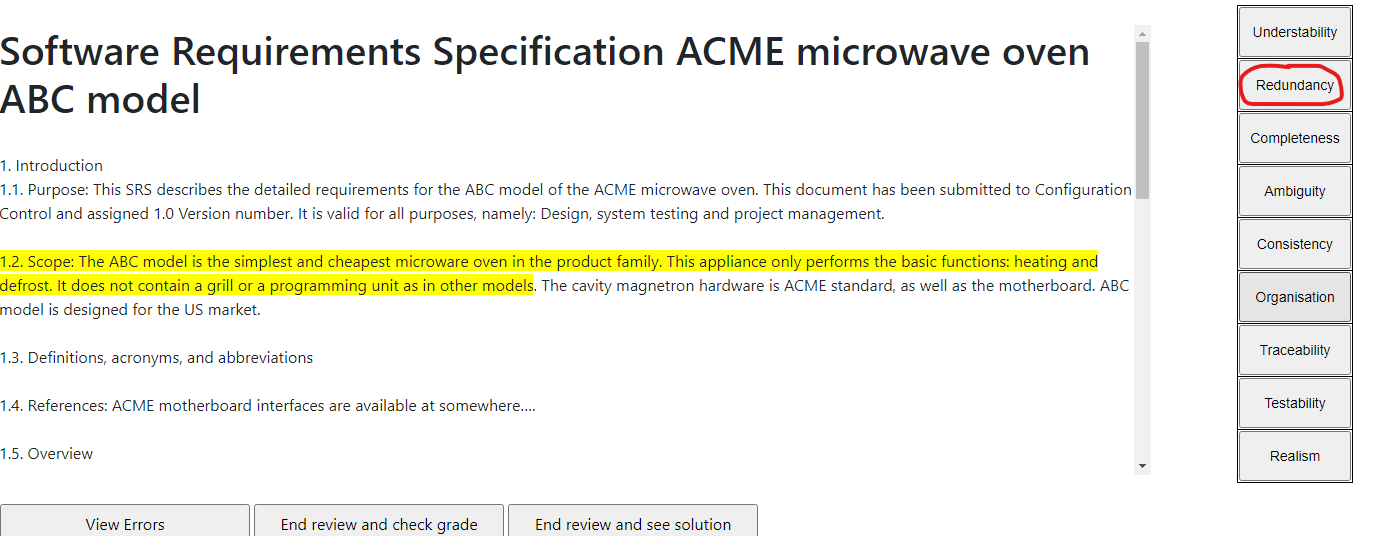 Software Requirements Specification ACME microwave oven
ABC model
1. Introduction
1.1. Purpose: This SRS describes the detailed requirements for the ABC model of the ACME microwave oven. This document has been submitted to Configuration
Control and assigned 1.0 Version number. It is valid for all purposes, namely: Design, system testing and project management.
1.2. Scope: The ABC model is the simplest and cheapest microware oven in the product family. This appliance only performs the basic functions: heating and
defrost. It does not contain a grill or a programming unit as in other models. The cavity magnetron hardware is ACME standard, as well as the motherboard. ABC
model is designed for the US market.
1.3. Definitions, acronyms, and abbreviations
1.4. References: ACME motherboard interfaces are available at somewhere....
1.5. Overview
View Errors
End review and check grade
End review and see solution
Understability
Redundancy
Completeness
Ambiguity
Consistency
Organisation
Traceability
Testability
Realism